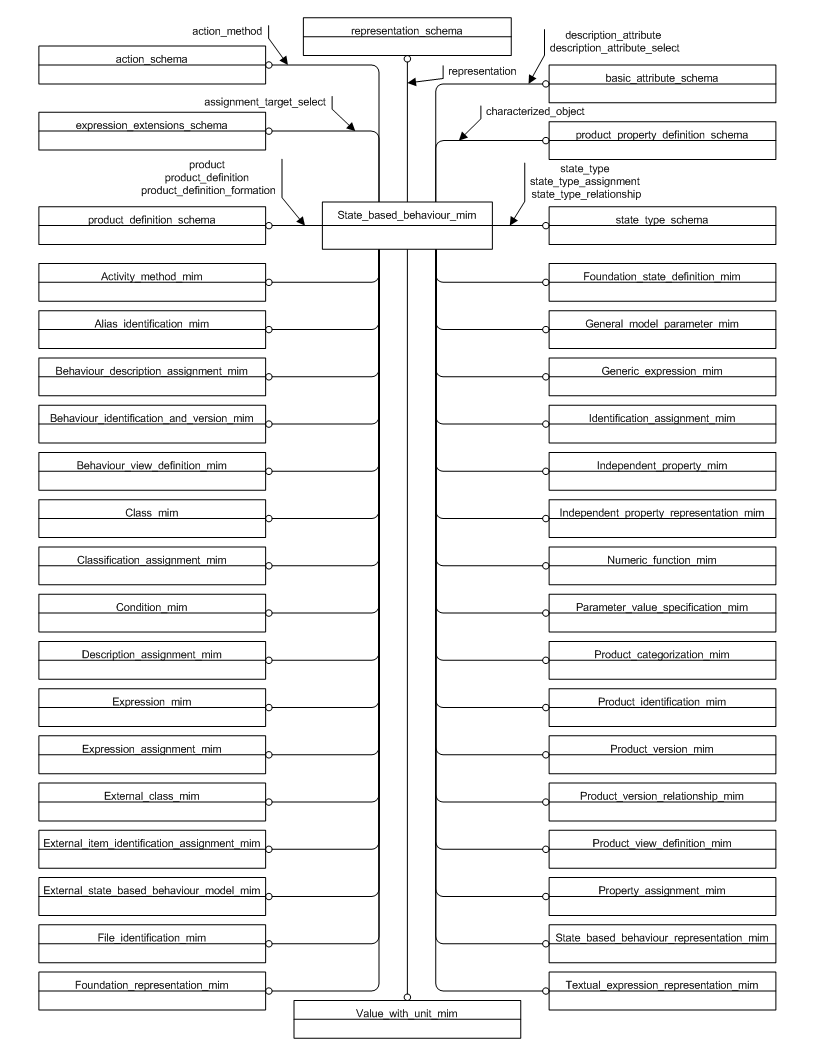 action_method
representation_schema
description_attribute
description_attribute_select
action_schema
representation
basic_attribute_schema
assignment_target_select
characterized_object
expression_extensions_schema
product_property_definition_schema
product
product_definition
product_definition_formation
state_type
state_type_assignment
state_type_relationship
product_definition_schema
State_based_behaviour_mim
state_type_schema
Activity_method_mim
Foundation_state_definition_mim
Alias_identification_mim
General_model_parameter_mim
Behaviour_description_assignment_mim
Generic_expression_mim
Behaviour_identification_and_version_mim
Identification_assignment_mim
Behaviour_view_definition_mim
Independent_property_mim
Class_mim
Independent_property_representation_mim
Classification_assignment_mim
Numeric_function_mim
Condition_mim
Parameter_value_specification_mim
Description_assignment_mim
Product_categorization_mim
Expression_mim
Product_identification_mim
Expression_assignment_mim
Product_version_mim
External_class_mim
Product_version_relationship_mim
External_item_identification_assignment_mim
Product_view_definition_mim
External_state_based_behaviour_model_mim
Property_assignment_mim
File_identification_mim
State_based_behaviour_representation_mim
Foundation_representation_mim
Textual_expression_representation_mim
Value_with_unit_mim